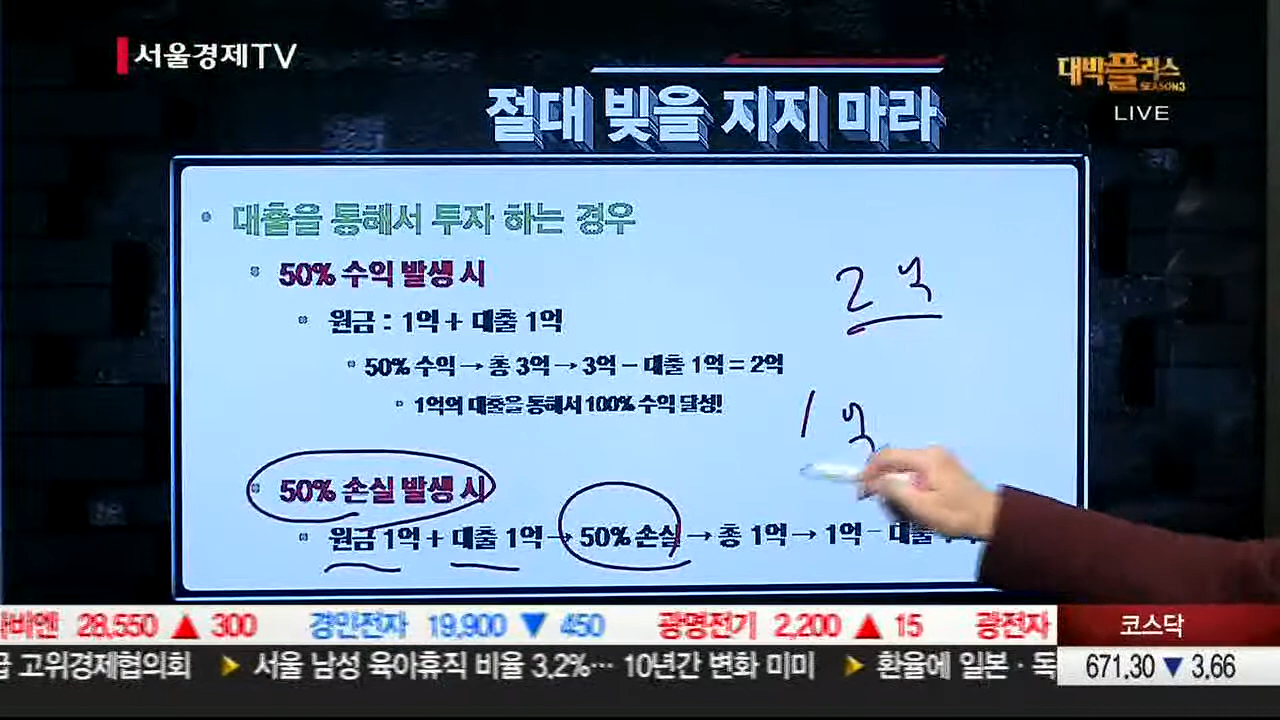 서울경제TV
대박플러스
SEASON3
LIVE
절대 빚을 지지 마라
대출을 통해서 투자 하는 경우
50% 수익 발생 시
원금 : 1억 + 대출 1억
50% 수익 → 총 3억 → 3억 – 대출 1억 = 2억
1억의 대출을 통해서 100% 수익 달성!
2억
1억
50% 손실 발생 시
원금 1억 + 대출 1억 → 50% 손실 → 총 1억 → 1억 – 대출
28,550 ▲ 300 경인전자 19,900 ▼ 450 광명전기 2,200 ▲ 15 광전자
코스닥
고위경제협의회 ▶ 서울 남성 육아휴직 비율 3.2%··· 10년간 변화 미미 ▶ 환율에 일본 · 독
671.30 ▼ 3.66